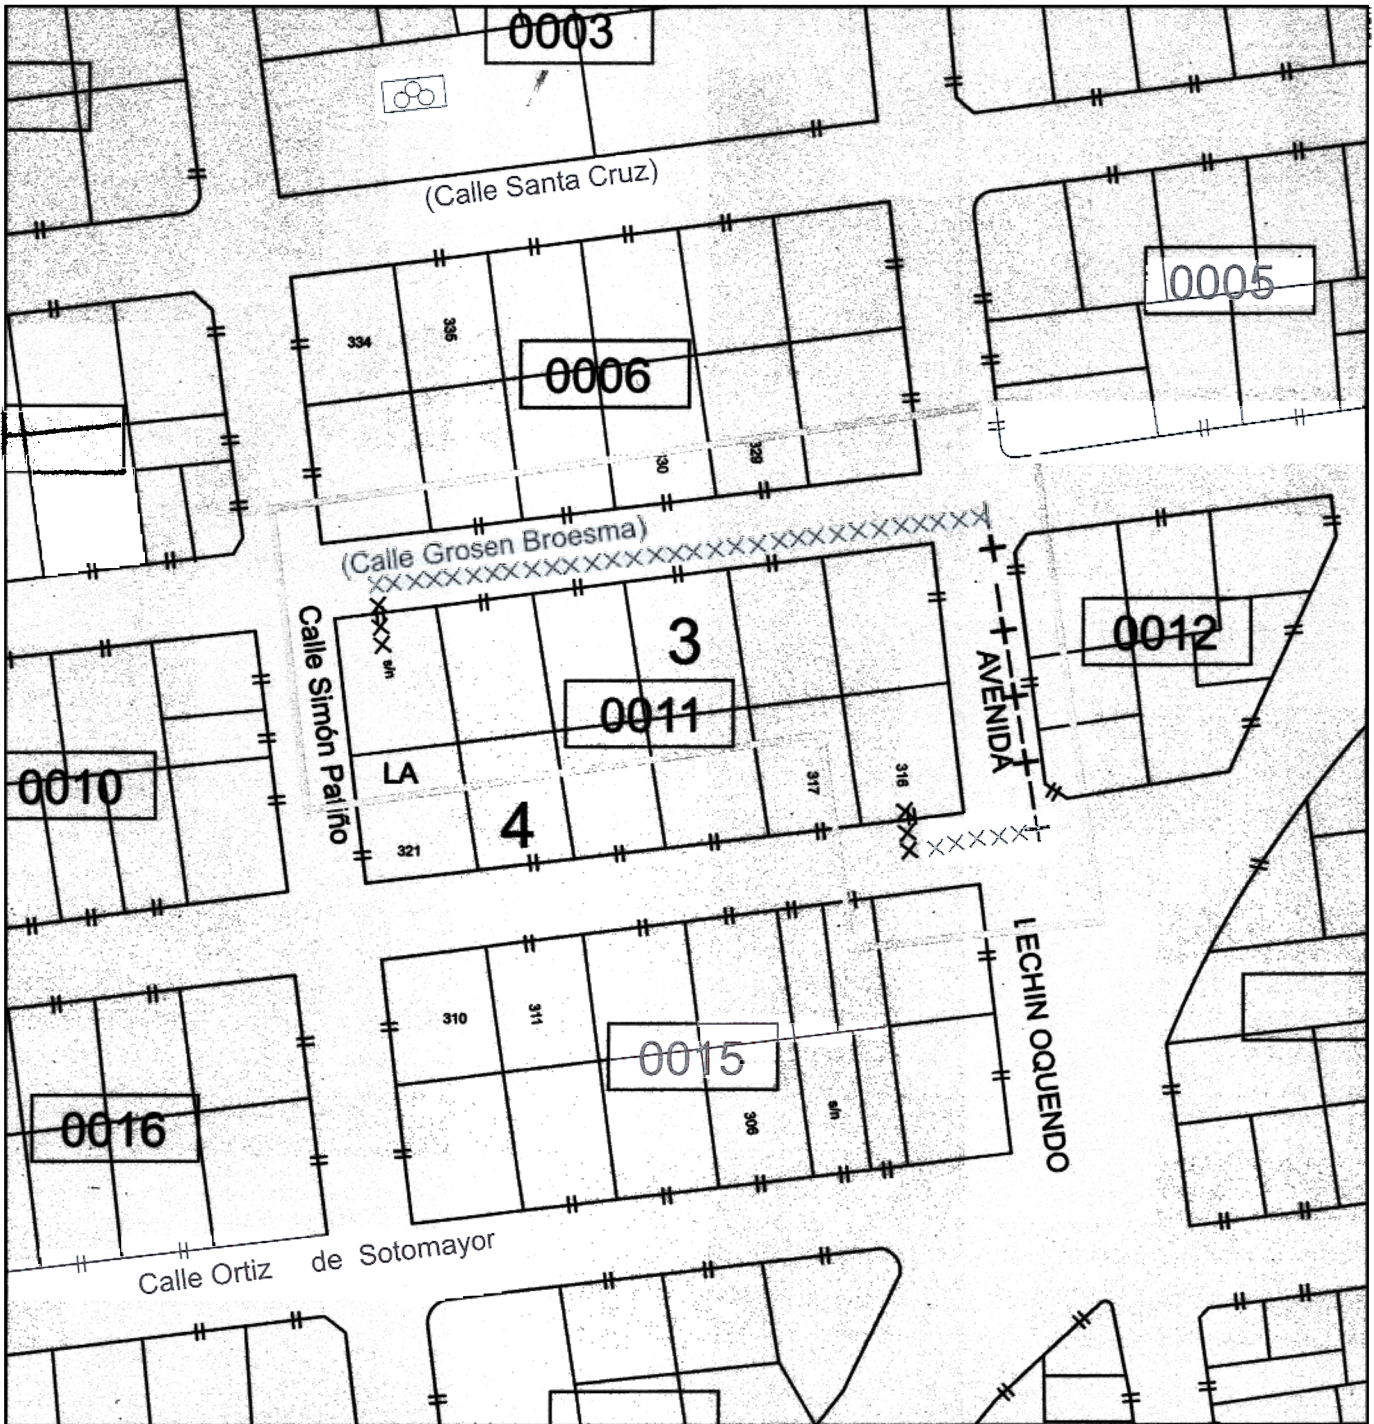 0003
(Calle Santa Cruz)
0005
334
335
0006
330
329
(Calle Grosen Broesma)
Calle Simón Patiño
s/n
3
0011
0012
AVENIDA
0010
LA
4
317
316
321
LECHIN OQUENDO
310
311
0015
306
s/n
0016
Calle Ortiz de Sotomayor